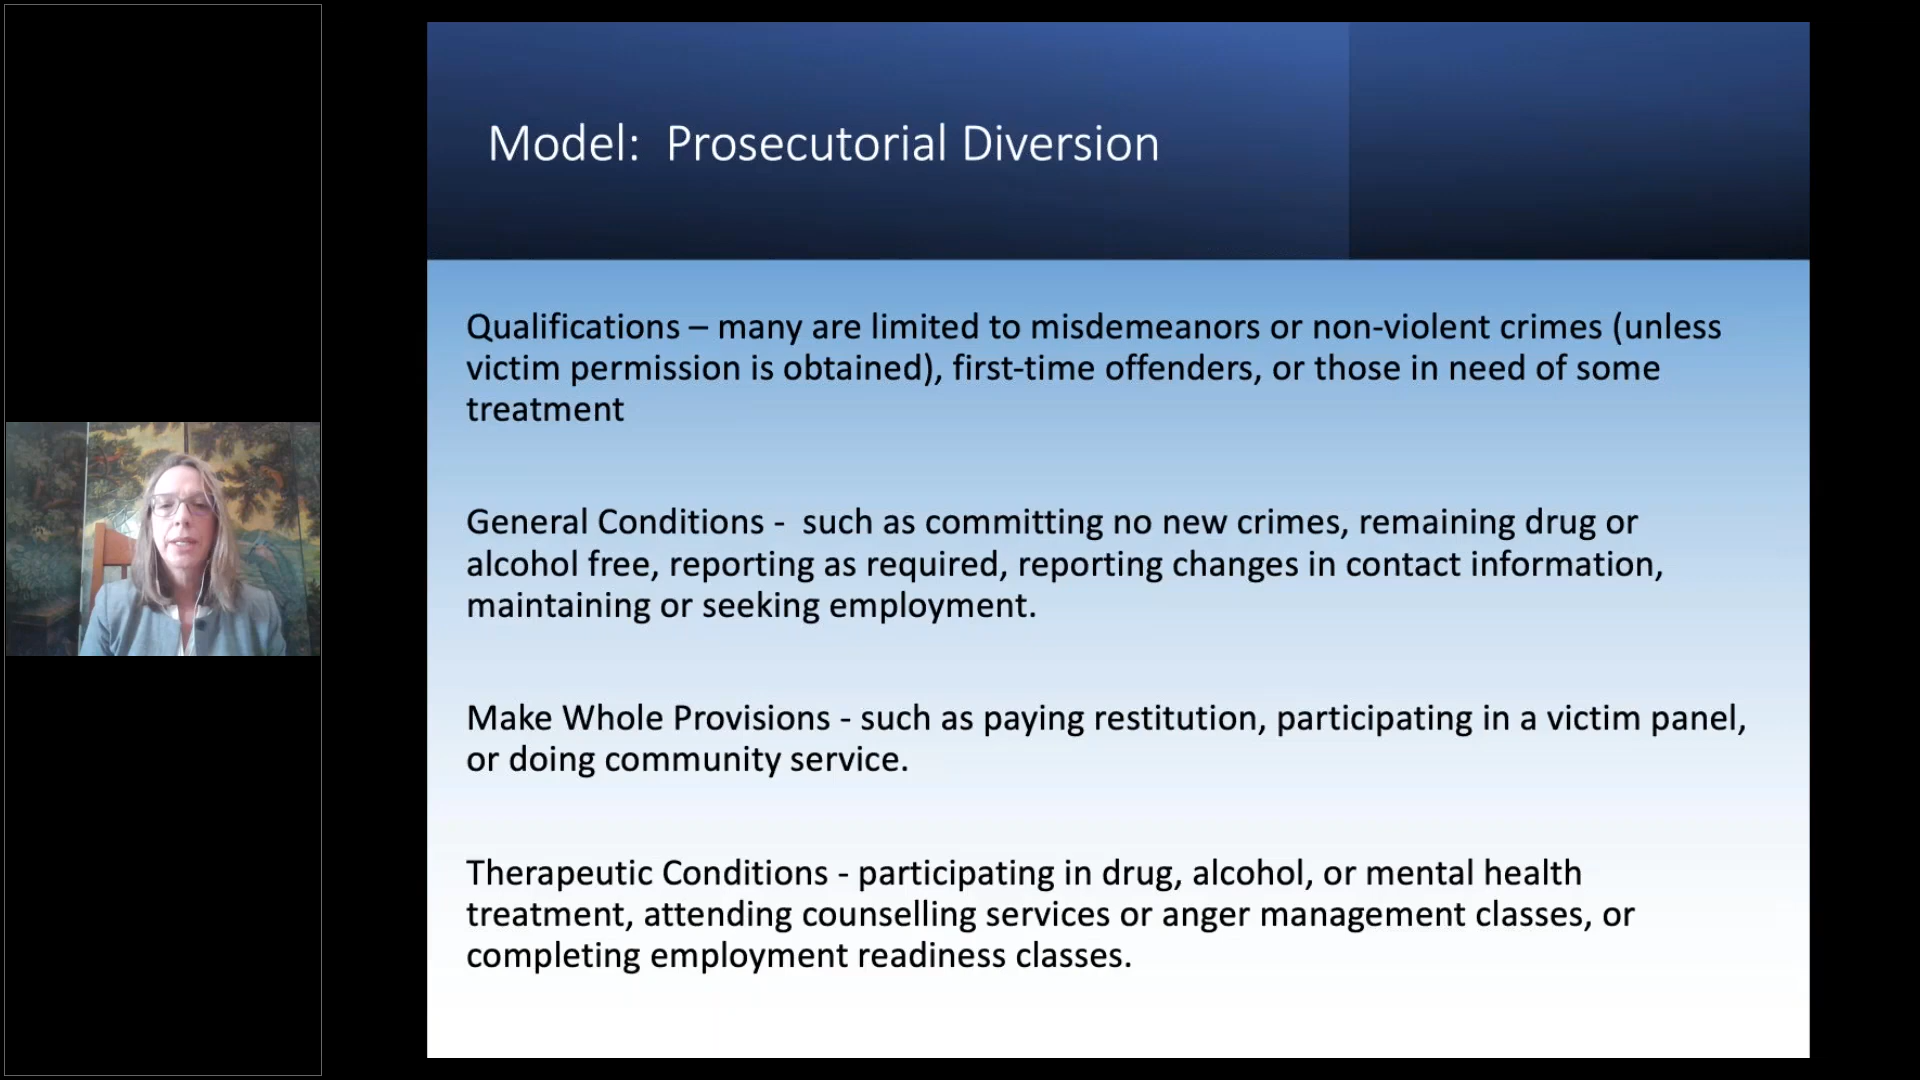 Model:  Prosecutorial Diversion
Qualifications – many are limited to misdemeanors or non-violent crimes (unless
victim permission is obtained), first-time offenders, or those in need of some
treatment
General Conditions -  such as committing no new crimes, remaining drug or
alcohol free, reporting as required, reporting changes in contact information,
maintaining or seeking employment.
Make Whole Provisions - such as paying restitution, participating in a victim panel,
or doing community service.
Therapeutic Conditions - participating in drug, alcohol, or mental health
treatment, attending counselling services or anger management classes, or
completing employment readiness classes.